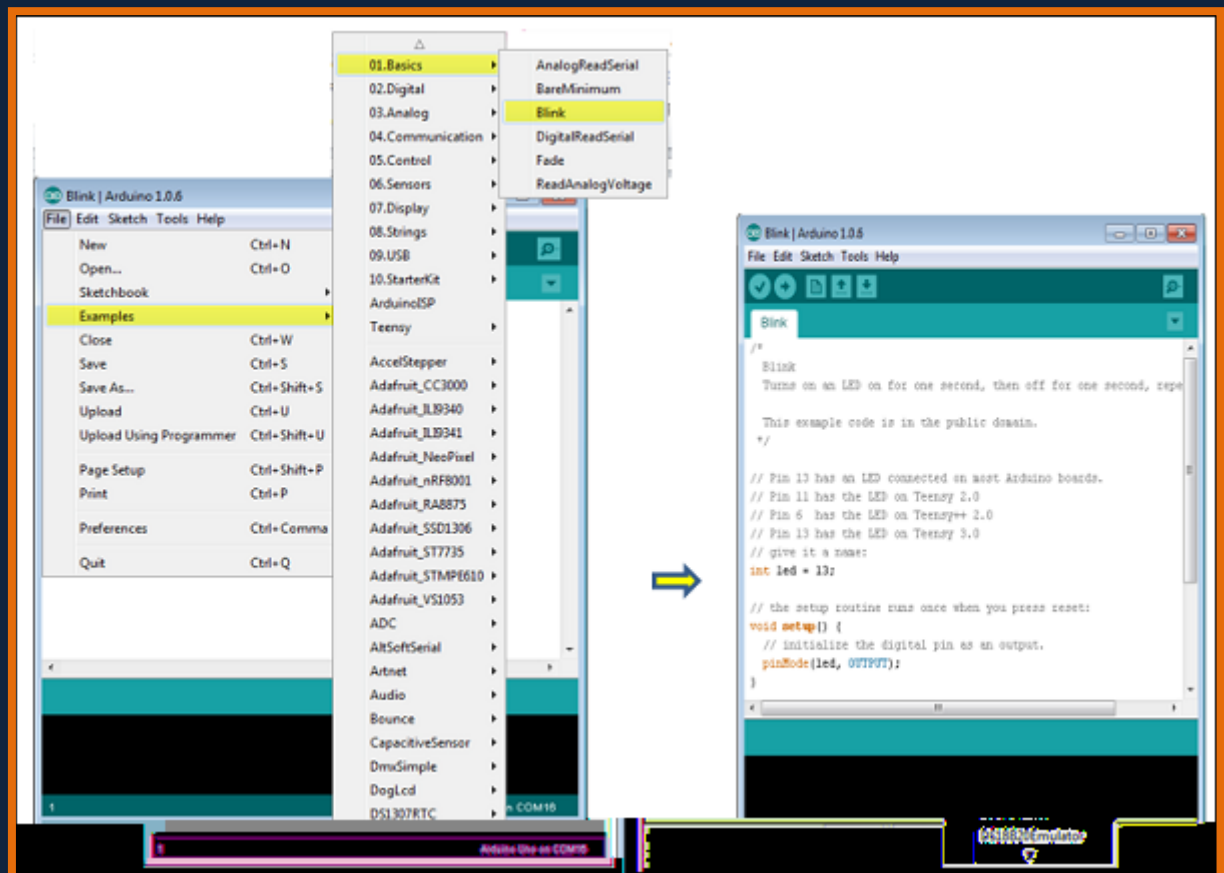 01.Basics
02.Digital
03.Analog
04.Communication
05.Control
06.Sensors
07.Display
08.Strings
09.USB
10.StarterKit
ArduinoISP
Teensy
AccelStepper
Adafruit_CC3000
Adafruit_ILI9340
Adafruit_ILI9341
Adafruit_NeoPixel
Adafruit_nRF8001
Adafruit_RA8875
Adafruit_SSD1306
Adafruit_ST7735
Adafruit_STMPE610
Adafruit_VS1053
ADC
AltSoftSerial
Artnet
Audio
Bounce
CapacitiveSensor
DmxSimple
DogLcd
DS1307RTC
AnalogReadSerial
BareMinimum
Blink
DigitalReadSerial
Fade
ReadAnalogVoltage
Blink | Arduino 1.0.6
File Edit Sketch Tools Help
New Ctrl+N
Open... Ctrl+O
Sketchbook
Examples
Close Ctrl+W
Save Ctrl+S
Save As... Ctrl+Shift+S
Upload Ctrl+U
Upload Using Programmer Ctrl+Shift+U
Page Setup Ctrl+Shift+P
Print Ctrl+P
Preferences Ctrl+Comma
Quit Ctrl+Q
1
on COM16
Blink | Arduino 1.0.6
File Edit Sketch Tools Help
Blink
/*
Blink
Turns on an LED on for one second, then off for one second, repe
This example code is in the public domain.
*/
// Pin 13 has an LED connected on most Arduino boards.
// Pin 11 has the LED on Teensy 2.0
// Pin 6 has the LED on Teensy++ 2.0
// Pin 13 has the LED on Teensy 3.0
// give it a name:
int led = 13;
// the setup routine runs once when you press reset:
void setup() {
// initialize the digital pin as an output.
pinMode(led, OUTPUT);
}
1
Arduino Uno on COM16